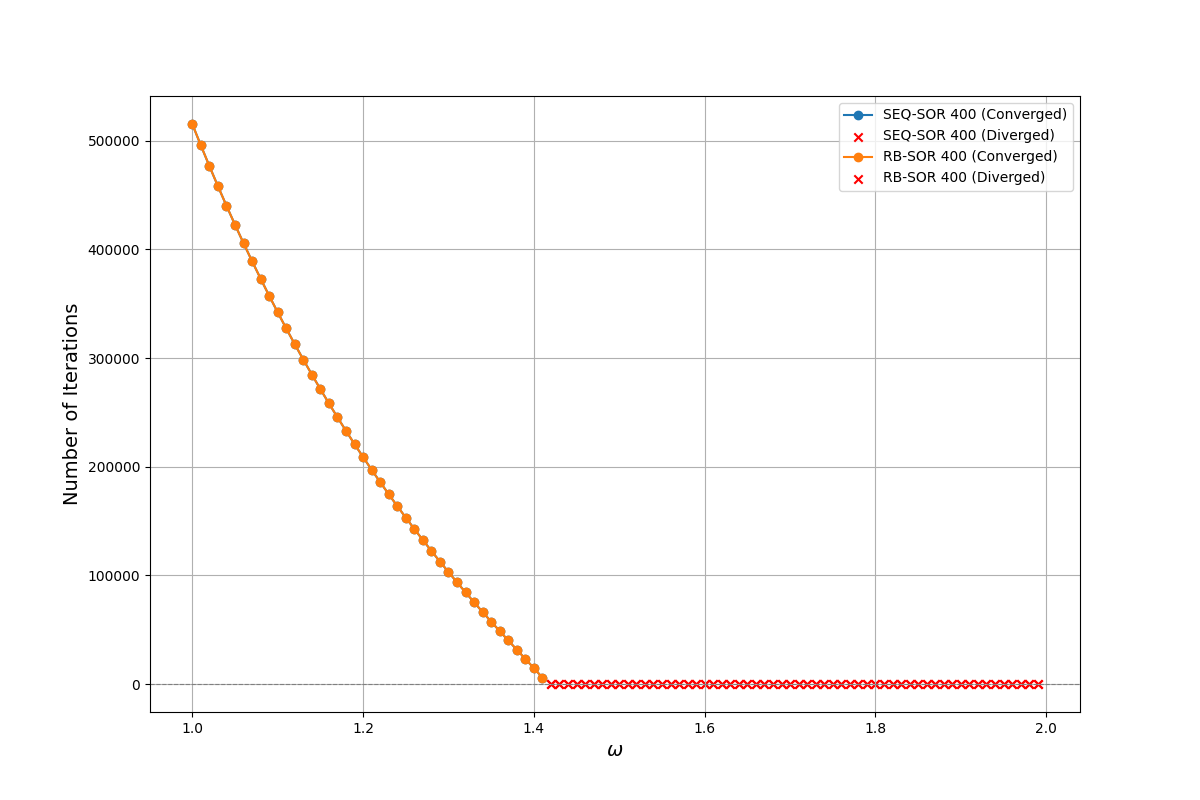 SEQ-SOR 400 (Converged)
SEQ-SOR 400 (Diverged)
RB-SOR 400 (Converged)
RB-SOR 400 (Diverged)
Number of Iterations
500000
400000
300000
200000
100000
0
1.0 1.2 1.4 1.6 1.8 2.0
ω